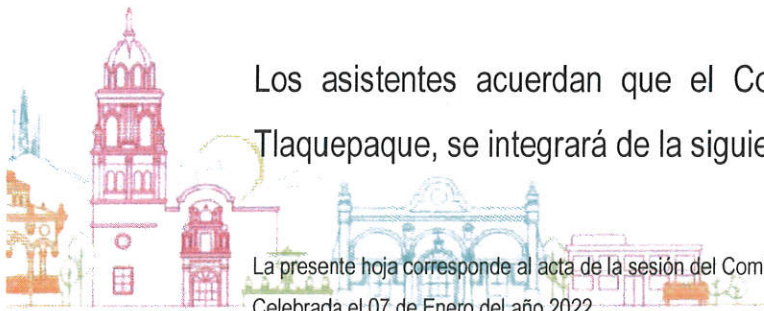 Los asistentes acuerdan que el Co
Tlaquepaque, se integrará de la siguie
La presente hoja corresponde al acta de la sesión del Com
Celebrada el 07 de Enero del año 2022